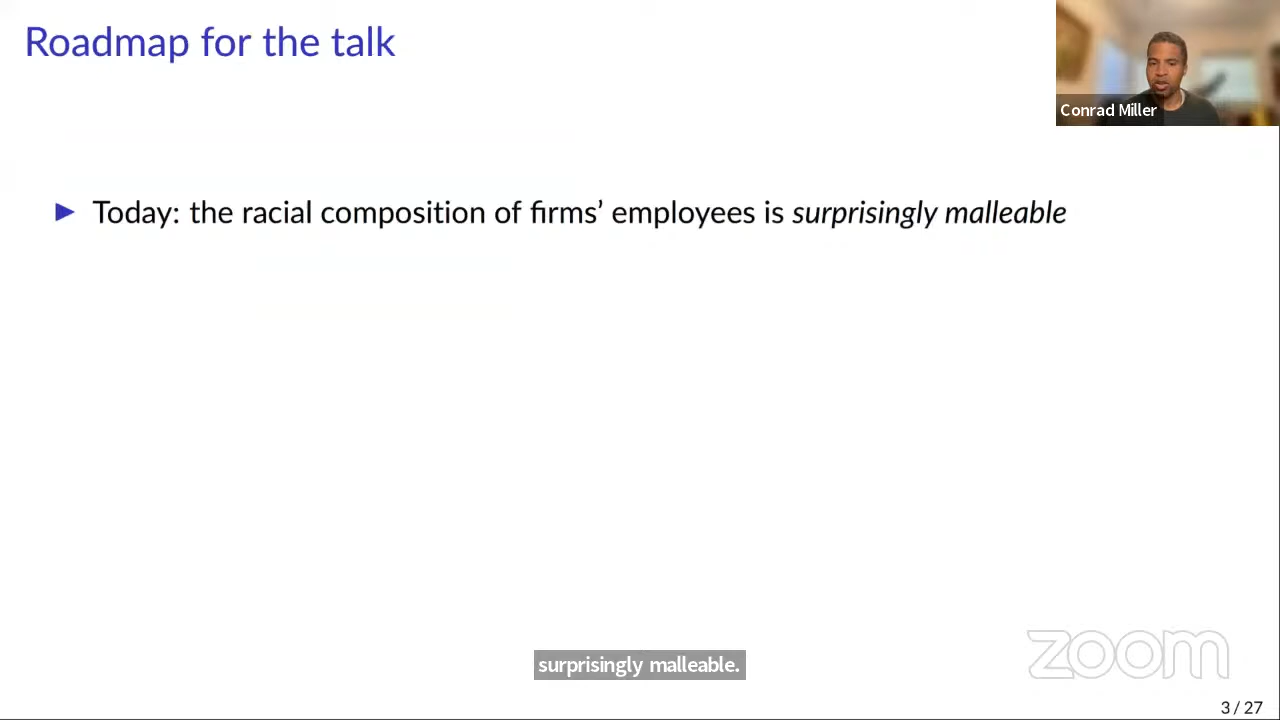 Roadmap for the talk
Conrad Miller
▶ Today: the racial composition of firms’ employees is surprisingly malleable
surprisingly malleable.
zoom
3 / 27